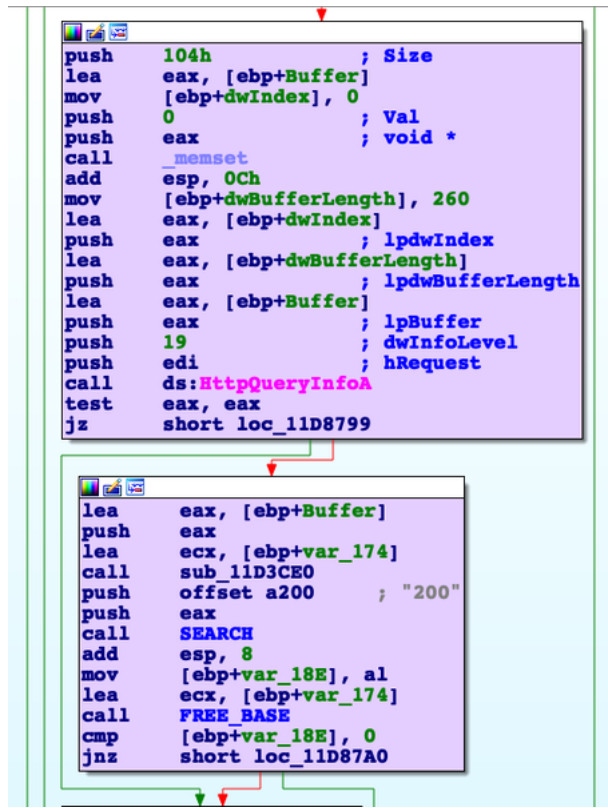 push 104h ; Size
lea eax, [ebp+Buffer]
mov [ebp+dwIndex], 0
push 0 ; Val
push eax ; void *
call _memset
add esp, 0Ch
mov [ebp+dwBufferLength], 260
lea eax, [ebp+dwIndex]
push eax ; lpdwIndex
lea eax, [ebp+dwBufferLength]
push eax ; lpdwBufferLength
lea eax, [ebp+Buffer]
push eax ; lpBuffer
push 19 ; dwInfoLevel
push edi ; hRequest
call ds:HttpQueryInfoA
test eax, eax
jz short loc_11D8799
lea eax, [ebp+Buffer]
push eax
lea ecx, [ebp+var_174]
call sub_11D3CE0
push offset a200 ; "200"
push eax
call SEARCH
add esp, 8
mov [ebp+var_18E], al
lea ecx, [ebp+var_174]
call FREE_BASE
cmp [ebp+var_18E], 0
jnz short loc_11D87A0